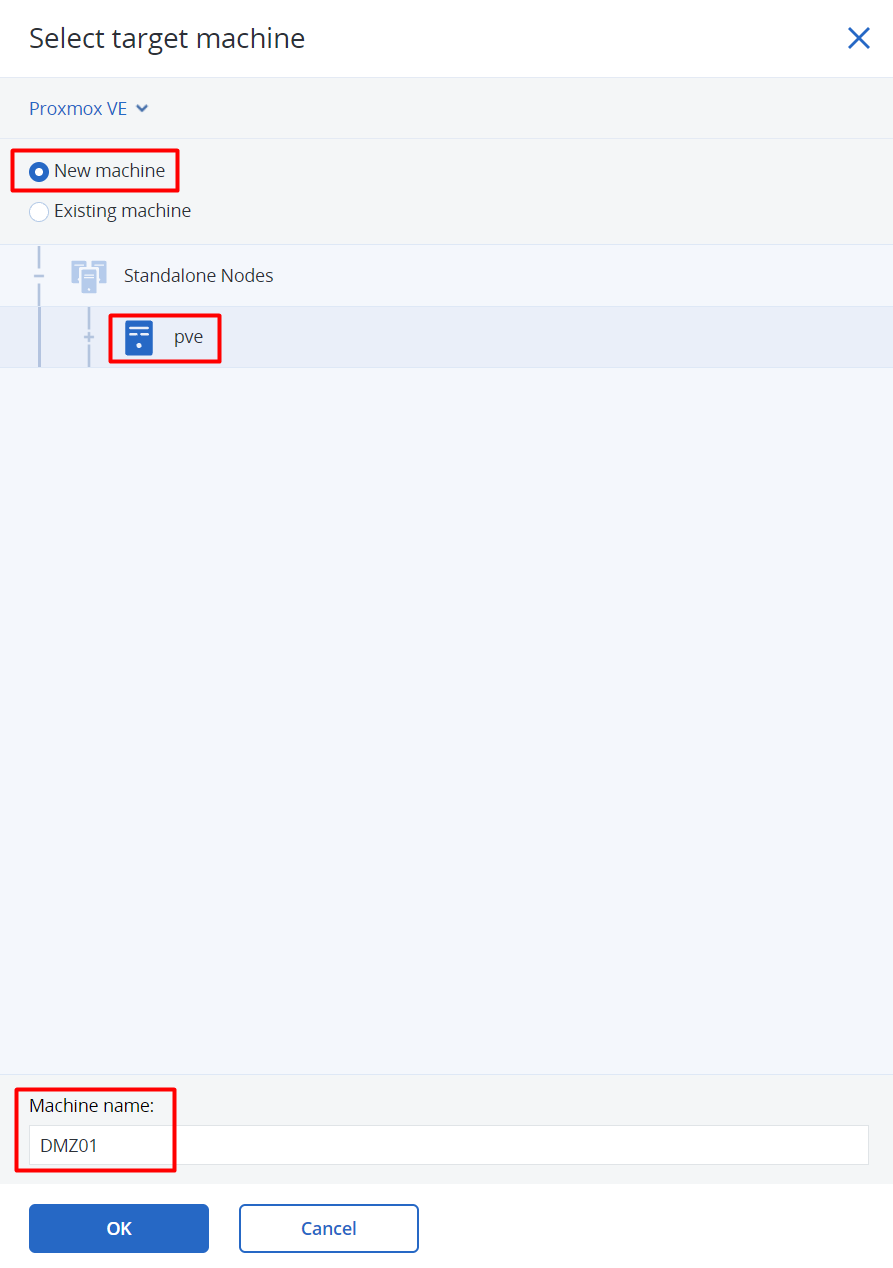 Select target machine
Proxmox VE
New machine
Existing machine
Standalone Nodes
pve
Machine name:
DMZ01
OK
Cancel